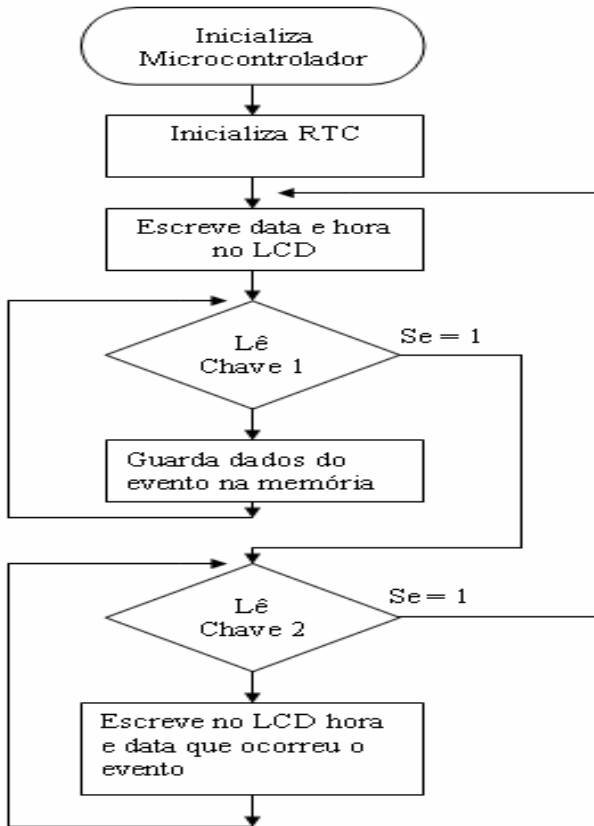 Inicializa
Microcontrolador
Inicializa RTC
Escreve data e hora
no LCD
Lê
Chave 1
Se = 1
Guarda dados do
evento na memória
Lê
Chave 2
Se = 1
Escreve no LCD hora
e data que ocorreu o
evento